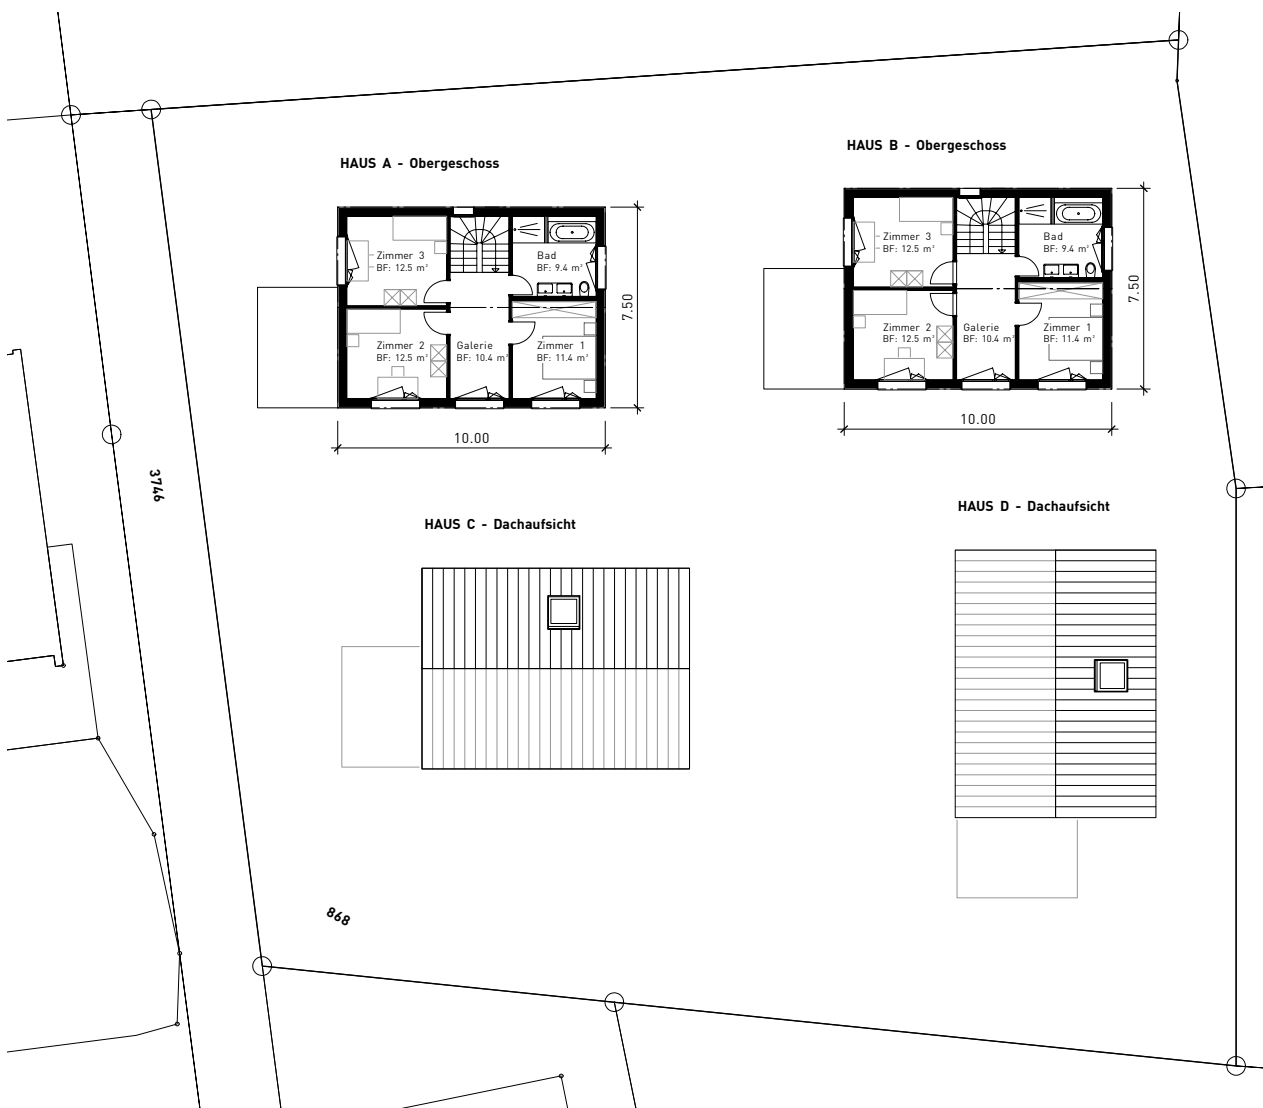 HAUS A - Obergeschoss
Zimmer 3
BF: 12.5 m²
Bad
BF: 9.4 m²
Zimmer 2
BF: 12.5 m²
Galerie
BF: 10.4 m²
Zimmer 1
BF: 11.4 m²
7.50
10.00
HAUS B - Obergeschoss
Zimmer 3
BF: 12.5 m²
Bad
BF: 9.4 m²
Zimmer 2
BF: 12.5 m²
Galerie
BF: 10.4 m²
Zimmer 1
BF: 11.4 m²
7.50
10.00
3746
HAUS C - Dachaufsicht
HAUS D - Dachaufsicht
868